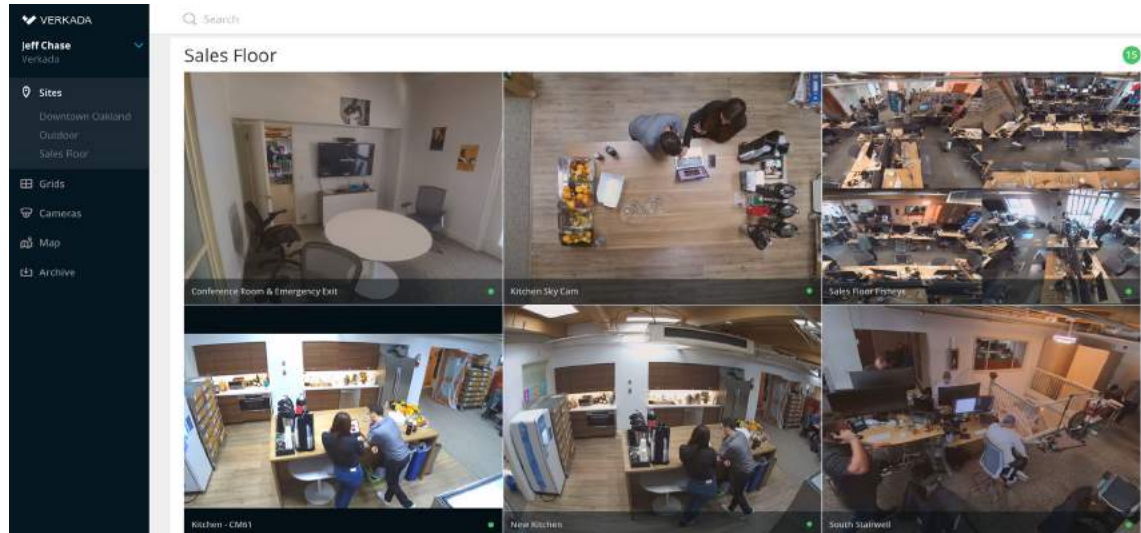 VERKADA
Search
Jeff Chase
Verkada
Sales Floor
15
Sites
Downtown Oakland
Outdoor
Sales Floor
Grids
Cameras
Map
Archive
Conference Room & Emergency Exit
Kitchen Sky Cam
Sales Floor Fisheye
Kitchen - CM61
New Kitchen
South Stairwell